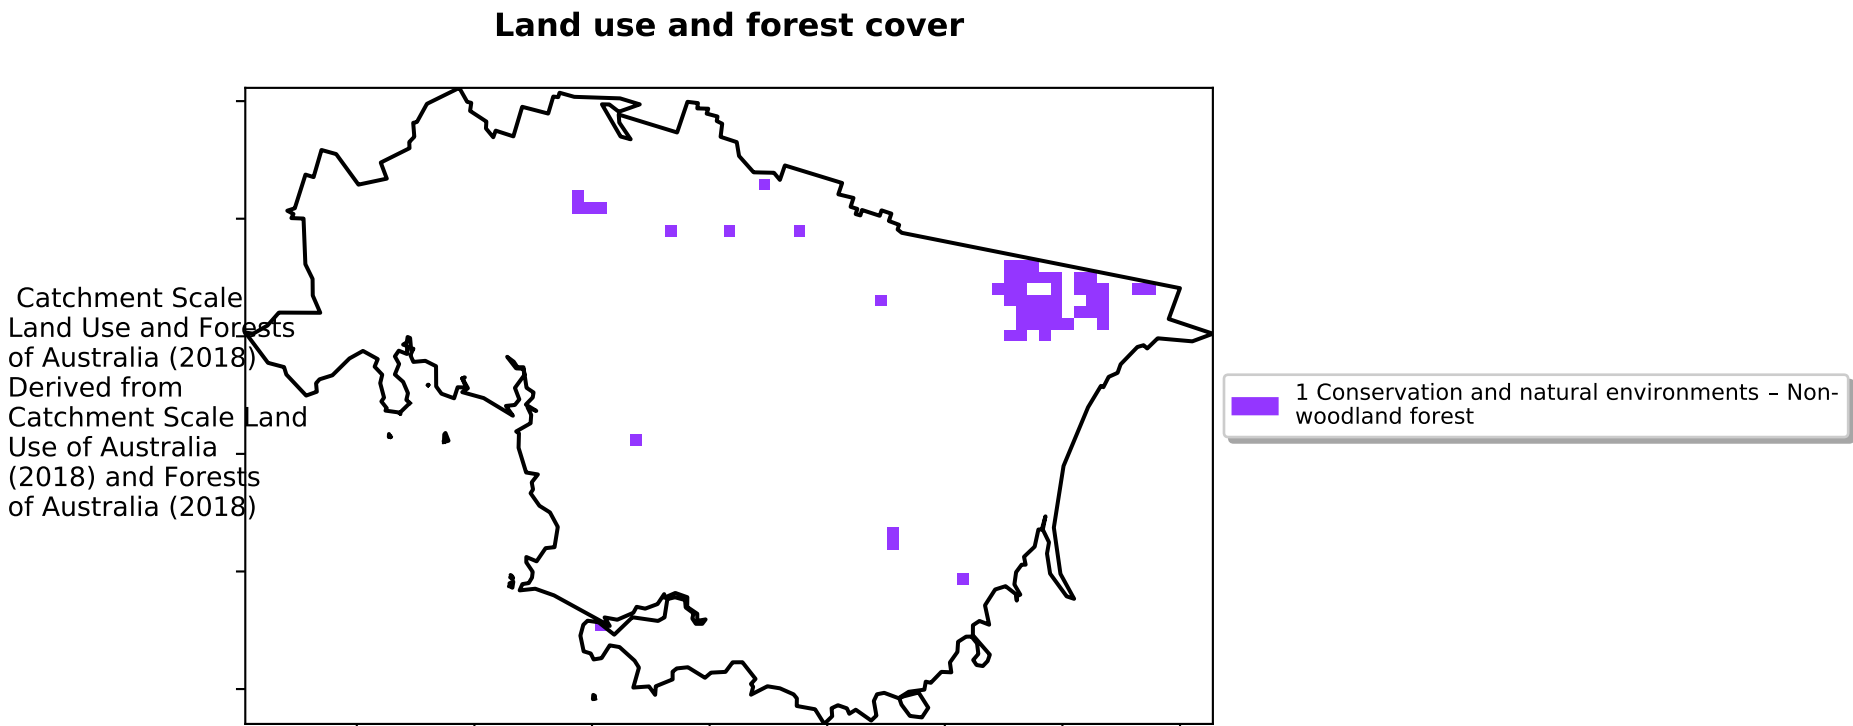 Land use and forest cover
Catchment Scale
Land Use and Forests
of Australia (2018)
Derived from
Catchment Scale Land
Use of Australia
(2018) and Forests
of Australia (2018)
1 Conservation and natural environments – Non-
woodland forest